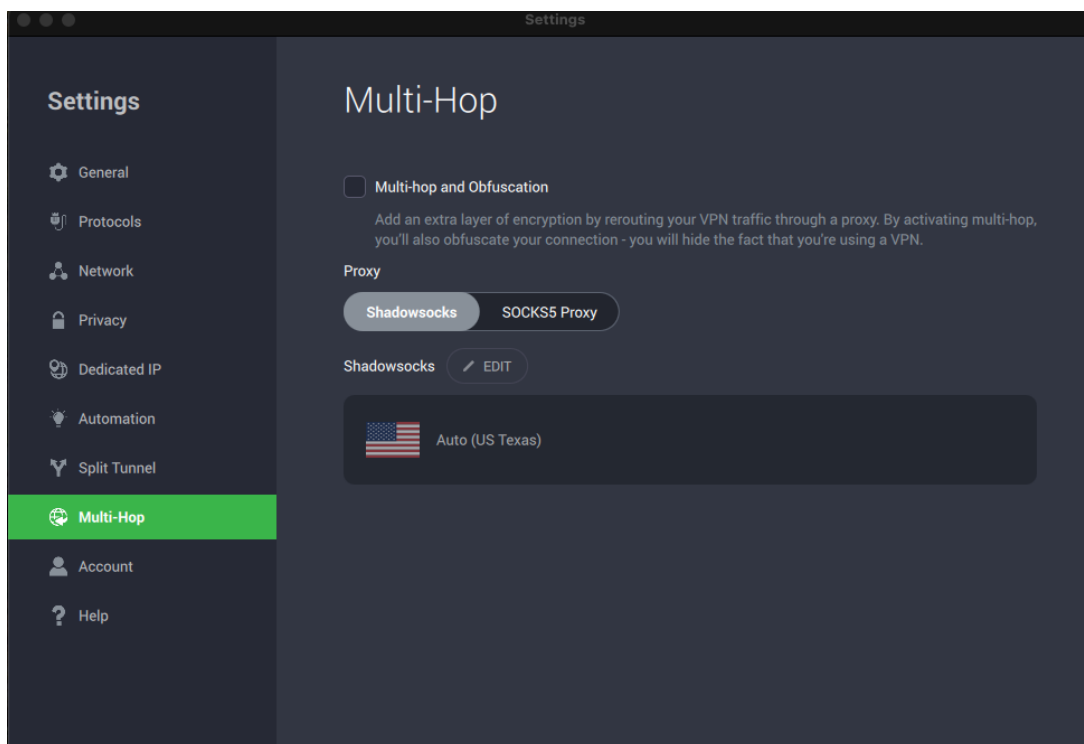 Settings
Settings
General
Protocols
Network
Privacy
Dedicated IP
Automation
Split Tunnel
Multi-Hop
Account
Help
Multi-Hop
Multi-hop and Obfuscation
Add an extra layer of encryption by rerouting your VPN traffic through a proxy. By activating multi-hop,
you'll also obfuscate your connection - you will hide the fact that you're using a VPN.
Proxy
Shadowsocks SOCKS5 Proxy
Shadowsocks EDIT
Auto (US Texas)